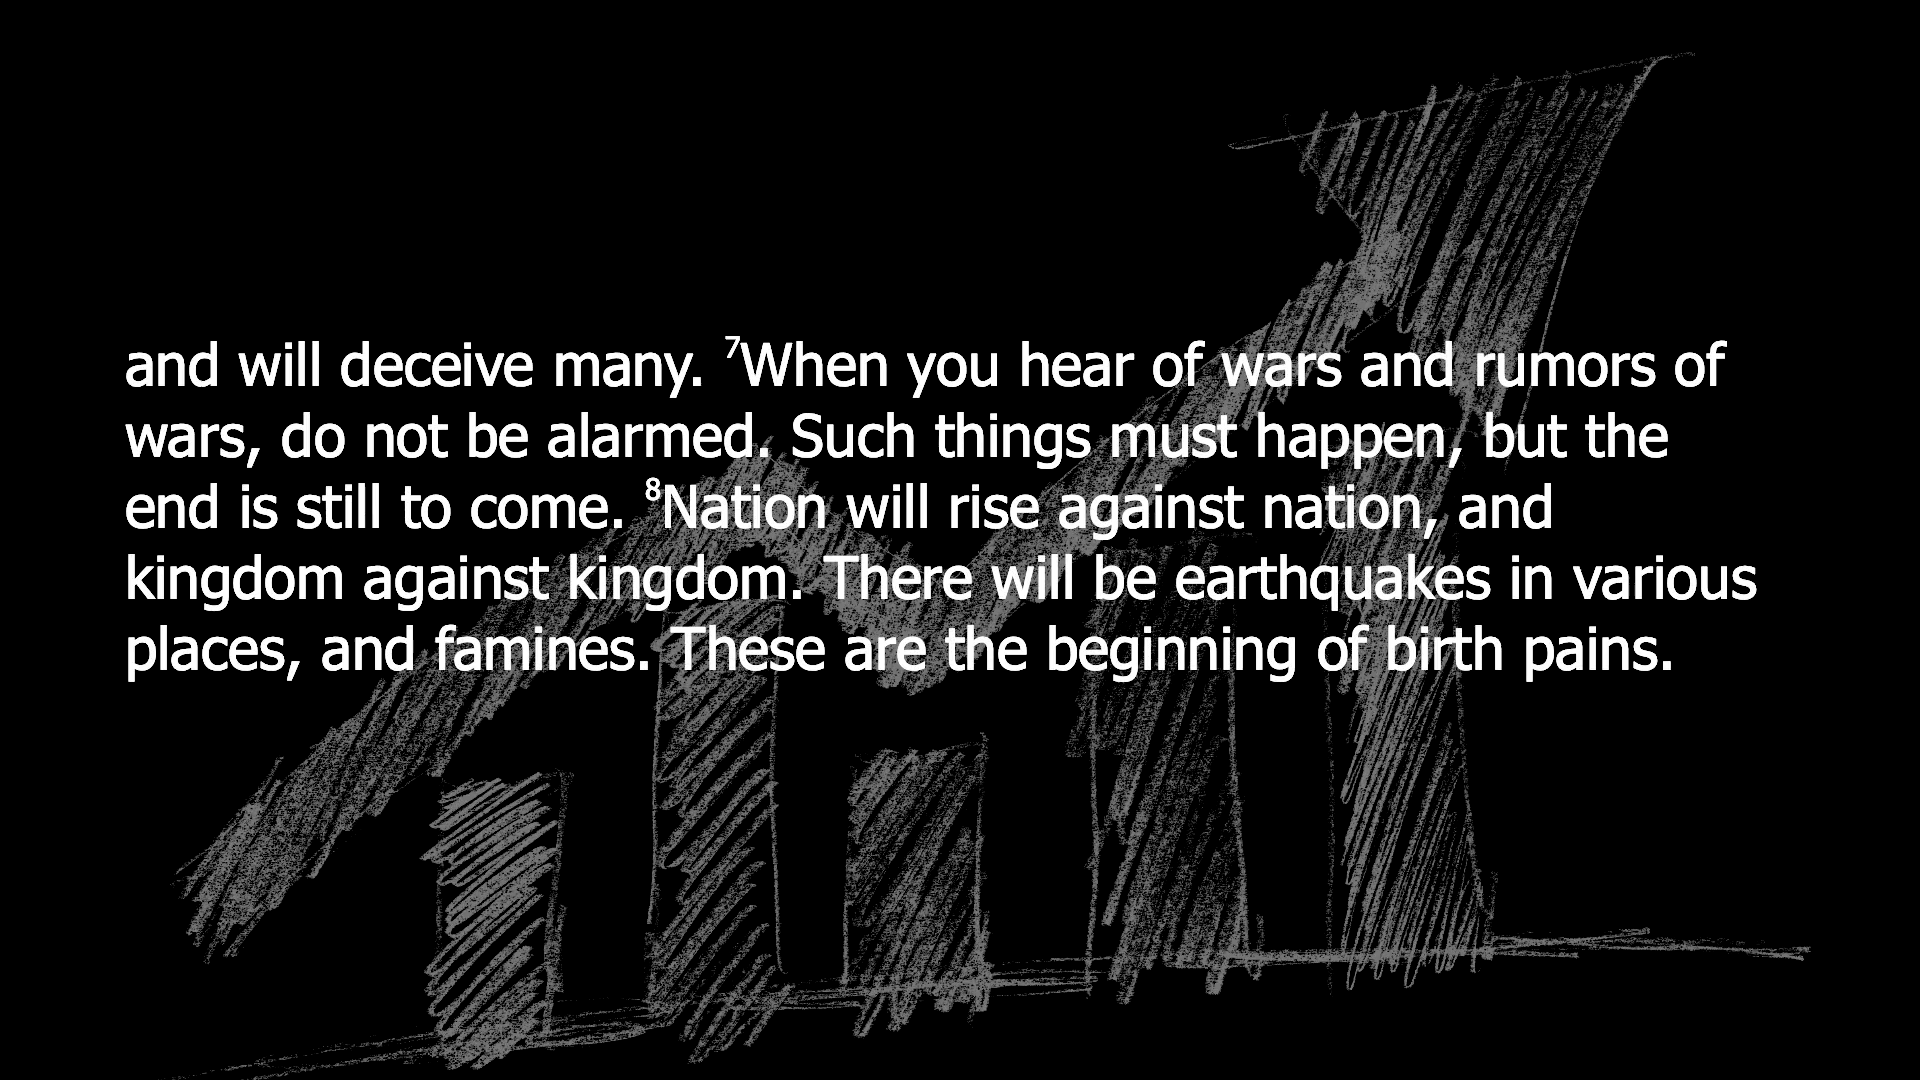 and will deceive many. ⁷When you hear of wars and rumors of
wars, do not be alarmed. Such things must happen, but the
end is still to come. ⁸Nation will rise against nation, and
kingdom against kingdom. There will be earthquakes in various
places, and famines. These are the beginning of birth pains.